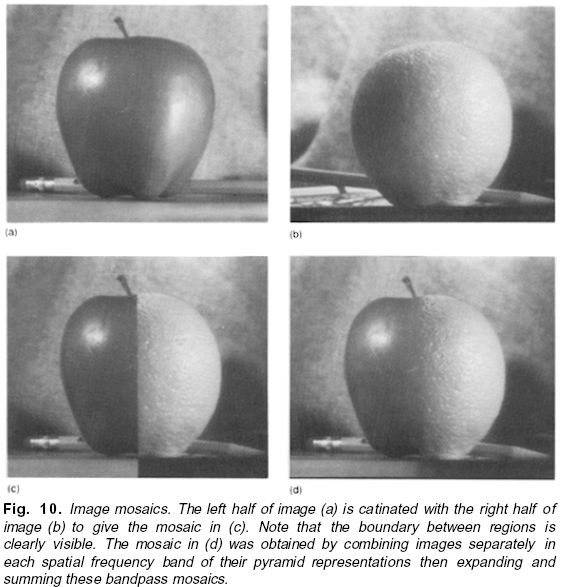 (a)
(b)
(c)
(d)
Fig. 10. Image mosaics. The left half of image (a) is catinated with the right half of
image (b) to give the mosaic in (c). Note that the boundary between regions is
clearly visible. The mosaic in (d) was obtained by combining images separately in
each spatial frequency band of their pyramid representations then expanding and
summing these bandpass mosaics.